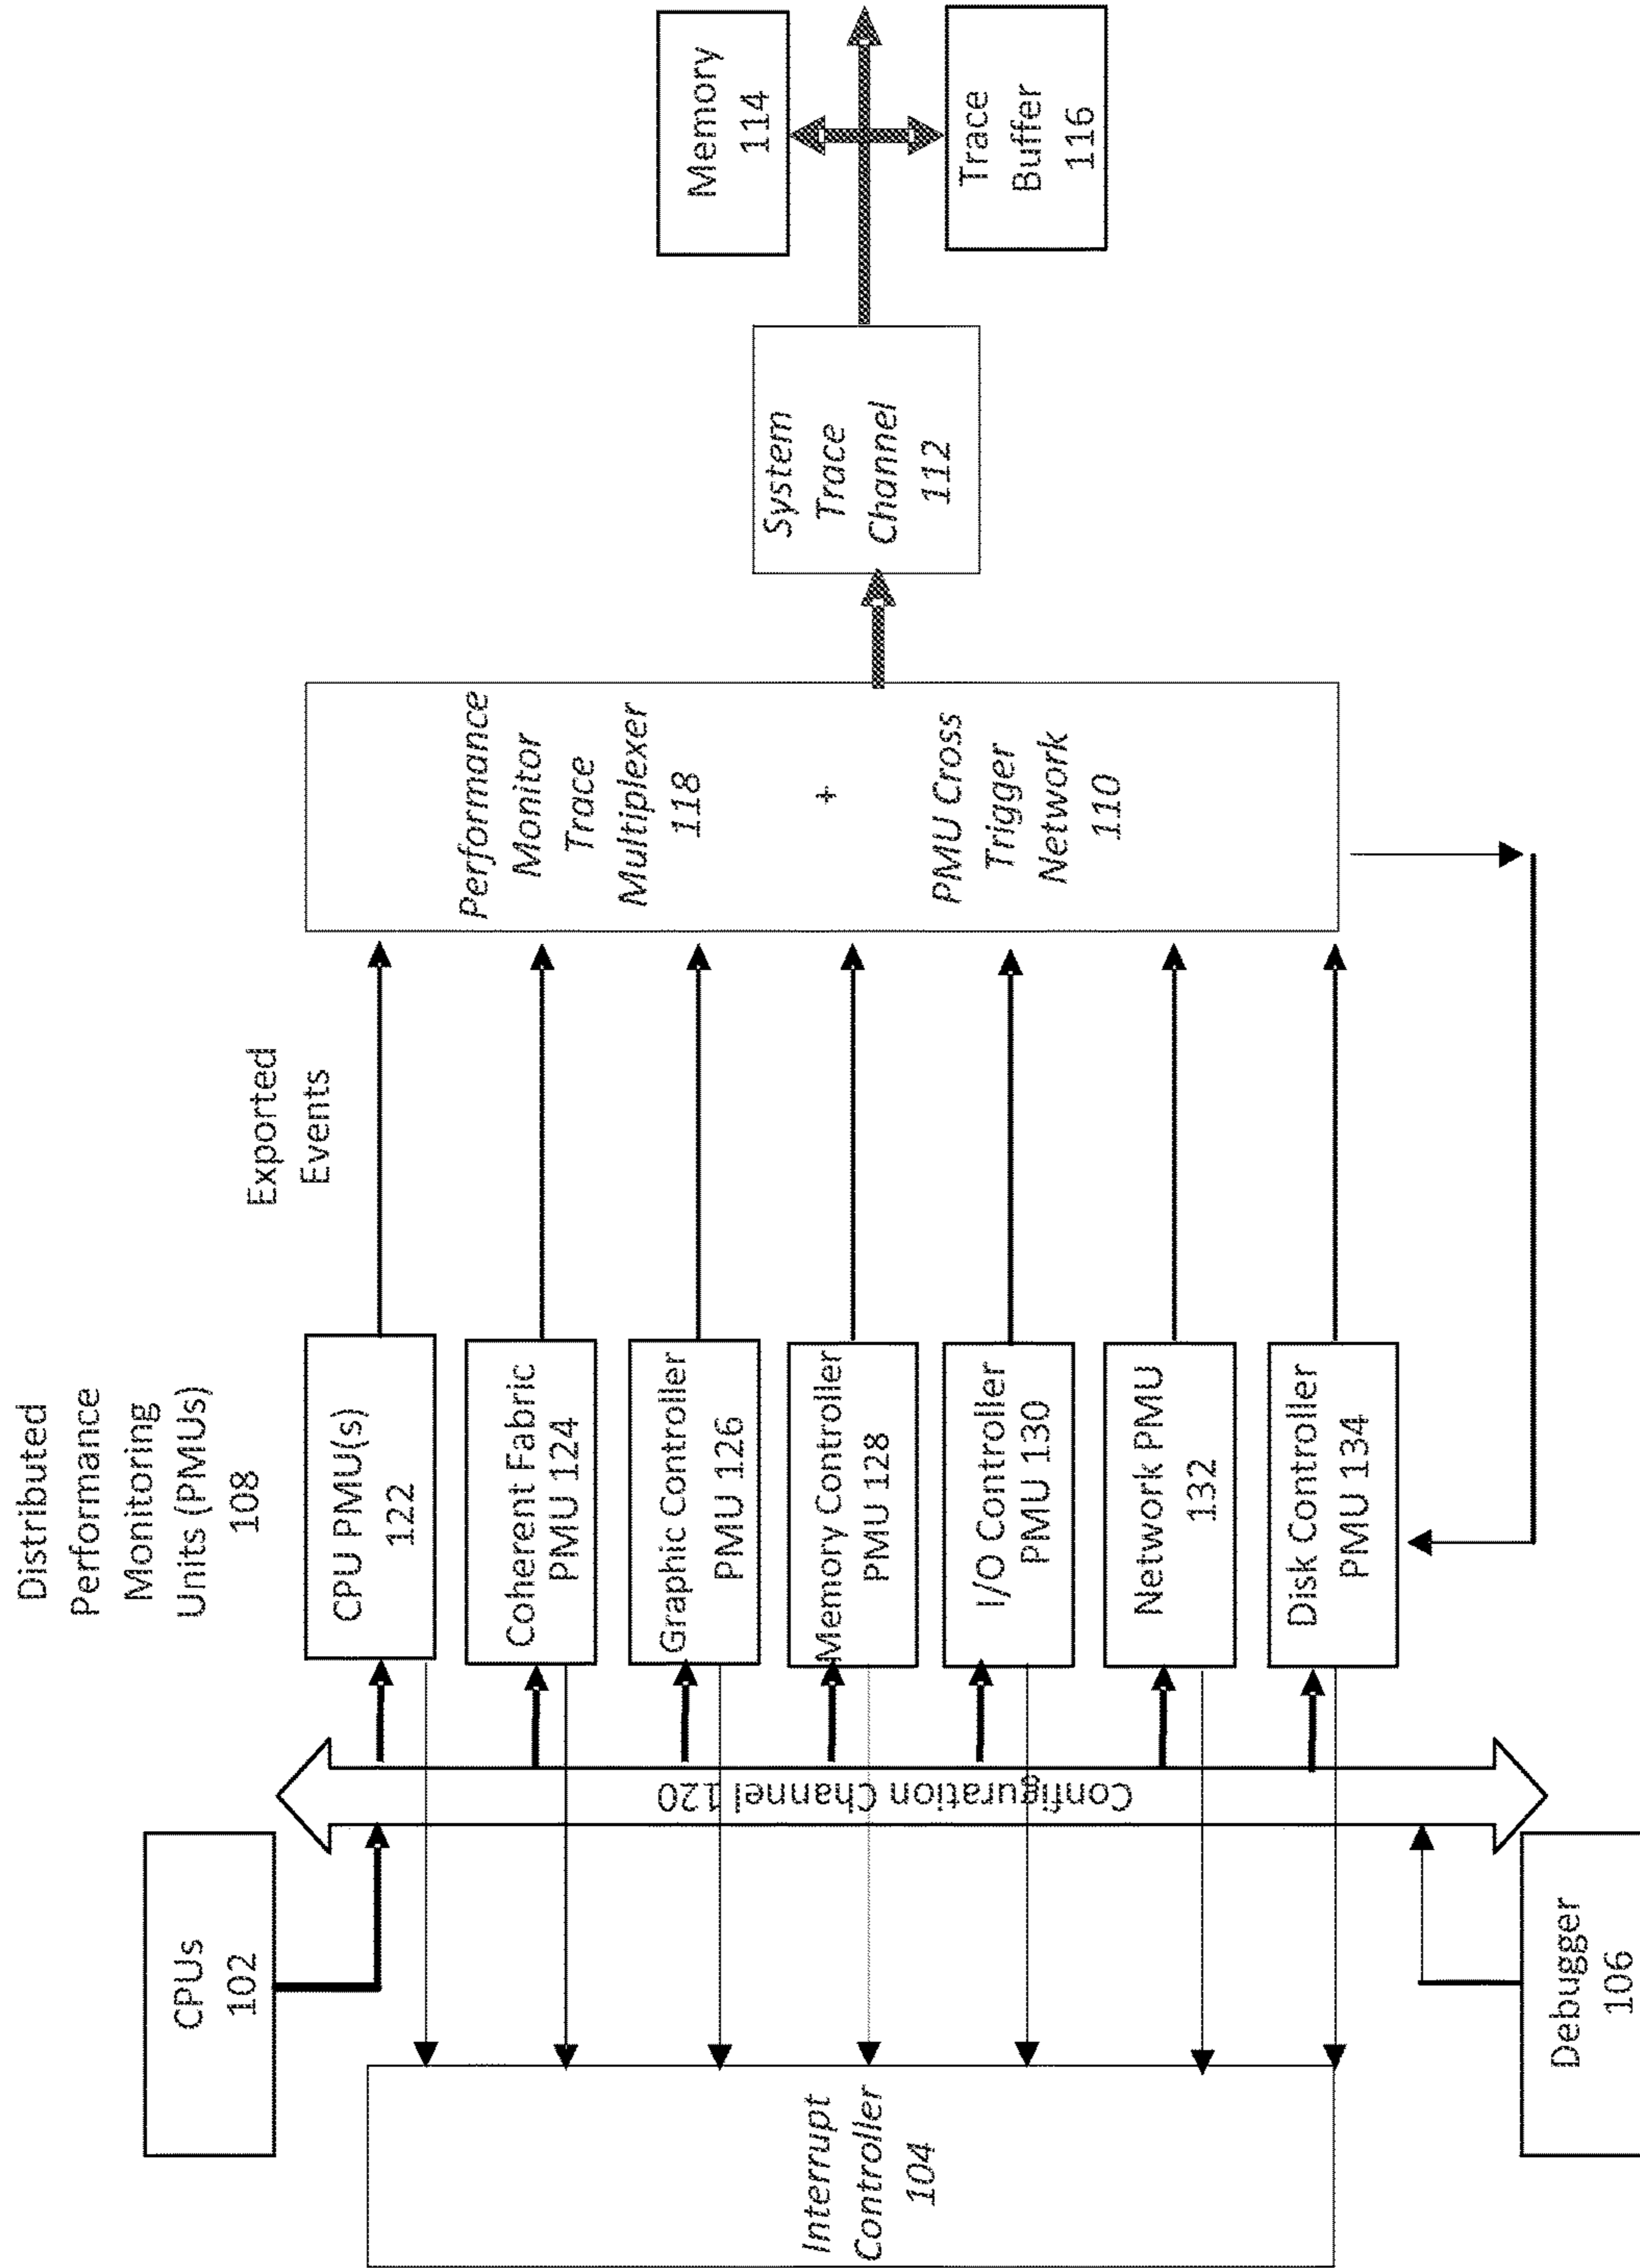 Distributed
Performance
Monitoring
Units (PMUs)
108
Exported
Events
CPUs
102
Interrupt
Controller
104
Debugger
106
Configuration Channel 120
CPU PMU(s)
122
Coherent Fabric
PMU 124
Graphic Controller
PMU 126
Memory Controller
PMU 128
I/O Controller
PMU 130
Network PMU
132
Disk Controller
PMU 134
Performance
Monitor
Trace
Multiplexer
118
+
PMU Cross
Trigger
Network
110
System
Trace
Channel
112
Memory
114
Trace
Buffer
116